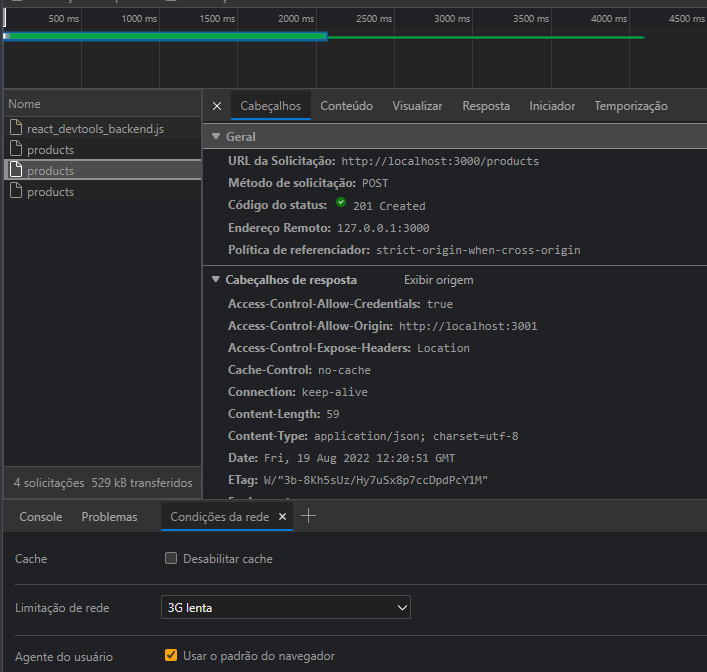 500 ms 1000 ms 1500 ms 2000 ms 2500 ms 3000 ms 3500 ms 4000 ms 4500 ms
Nome
react_devtools_backend.js
products
products
products
4 solicitações 529 kB transferidos
Cabeçalhos Conteúdo Visualizar Resposta Iniciador Temporização
Geral
URL da Solicitação: http://localhost:3000/products
Método de solicitação: POST
Código do status: 201 Created
Endereço Remoto: 127.0.0.1:3000
Política de referenciador: strict-origin-when-cross-origin
Cabeçalhos de resposta Exibir origem
Access-Control-Allow-Credentials: true
Access-Control-Allow-Origin: http://localhost:3001
Access-Control-Expose-Headers: Location
Cache-Control: no-cache
Connection: keep-alive
Content-Length: 59
Content-Type: application/json; charset=utf-8
Date: Fri, 19 Aug 2022 12:20:51 GMT
ETag: W/"3b-8Kh5sUz/Hy7uSx8p7ccDpdPcY1M"
Console Problemas Condições da rede
Cache Desabilitar cache
Limitação de rede 3G lenta
Agente do usuário Usar o padrão do navegador